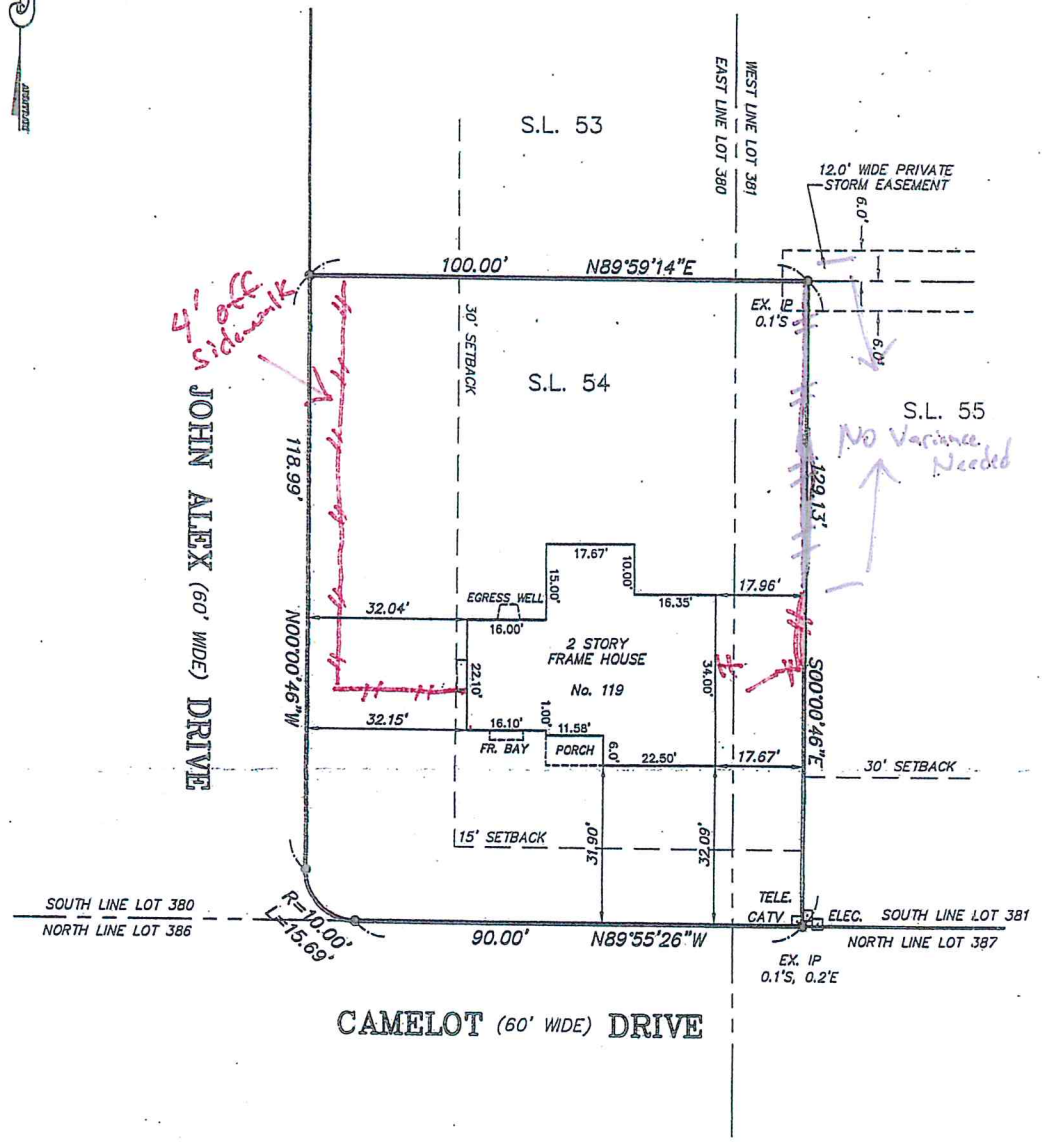 S.L. 53
WEST LINE LOT 381
EAST LINE LOT 380
12.0' WIDE PRIVATE
STORM EASEMENT
6.0'
100.00'
N89°59'14"E
EX. IP
0.1'S
6.0'
4' off
Sidewalk
30' SETBACK
S.L. 54
S.L. 55
No Variance
Needed
JOHN ALEX (60' WIDE) DRIVE
118.99'
N00°00'46"W
129.13'
S00°00'46"E
17.67'
10.00'
15.00'
17.96'
16.35'
32.04'
EGRESS WELL
16.00'
2 STORY
FRAME HOUSE
No. 119
22.10'
34.00'
32.15'
16.10'
1.00'
11.58'
FR. BAY
PORCH
6.0'
22.50'
17.67'
30' SETBACK
15' SETBACK
31.90'
32.09'
SOUTH LINE LOT 380
NORTH LINE LOT 386
R=10.00'
L=15.69'
90.00'
N89°55'26"W
TELE.
CATV
ELEC.
SOUTH LINE LOT 381
NORTH LINE LOT 387
EX. IP
0.1'S, 0.2'E
CAMELOT (60' WIDE) DRIVE